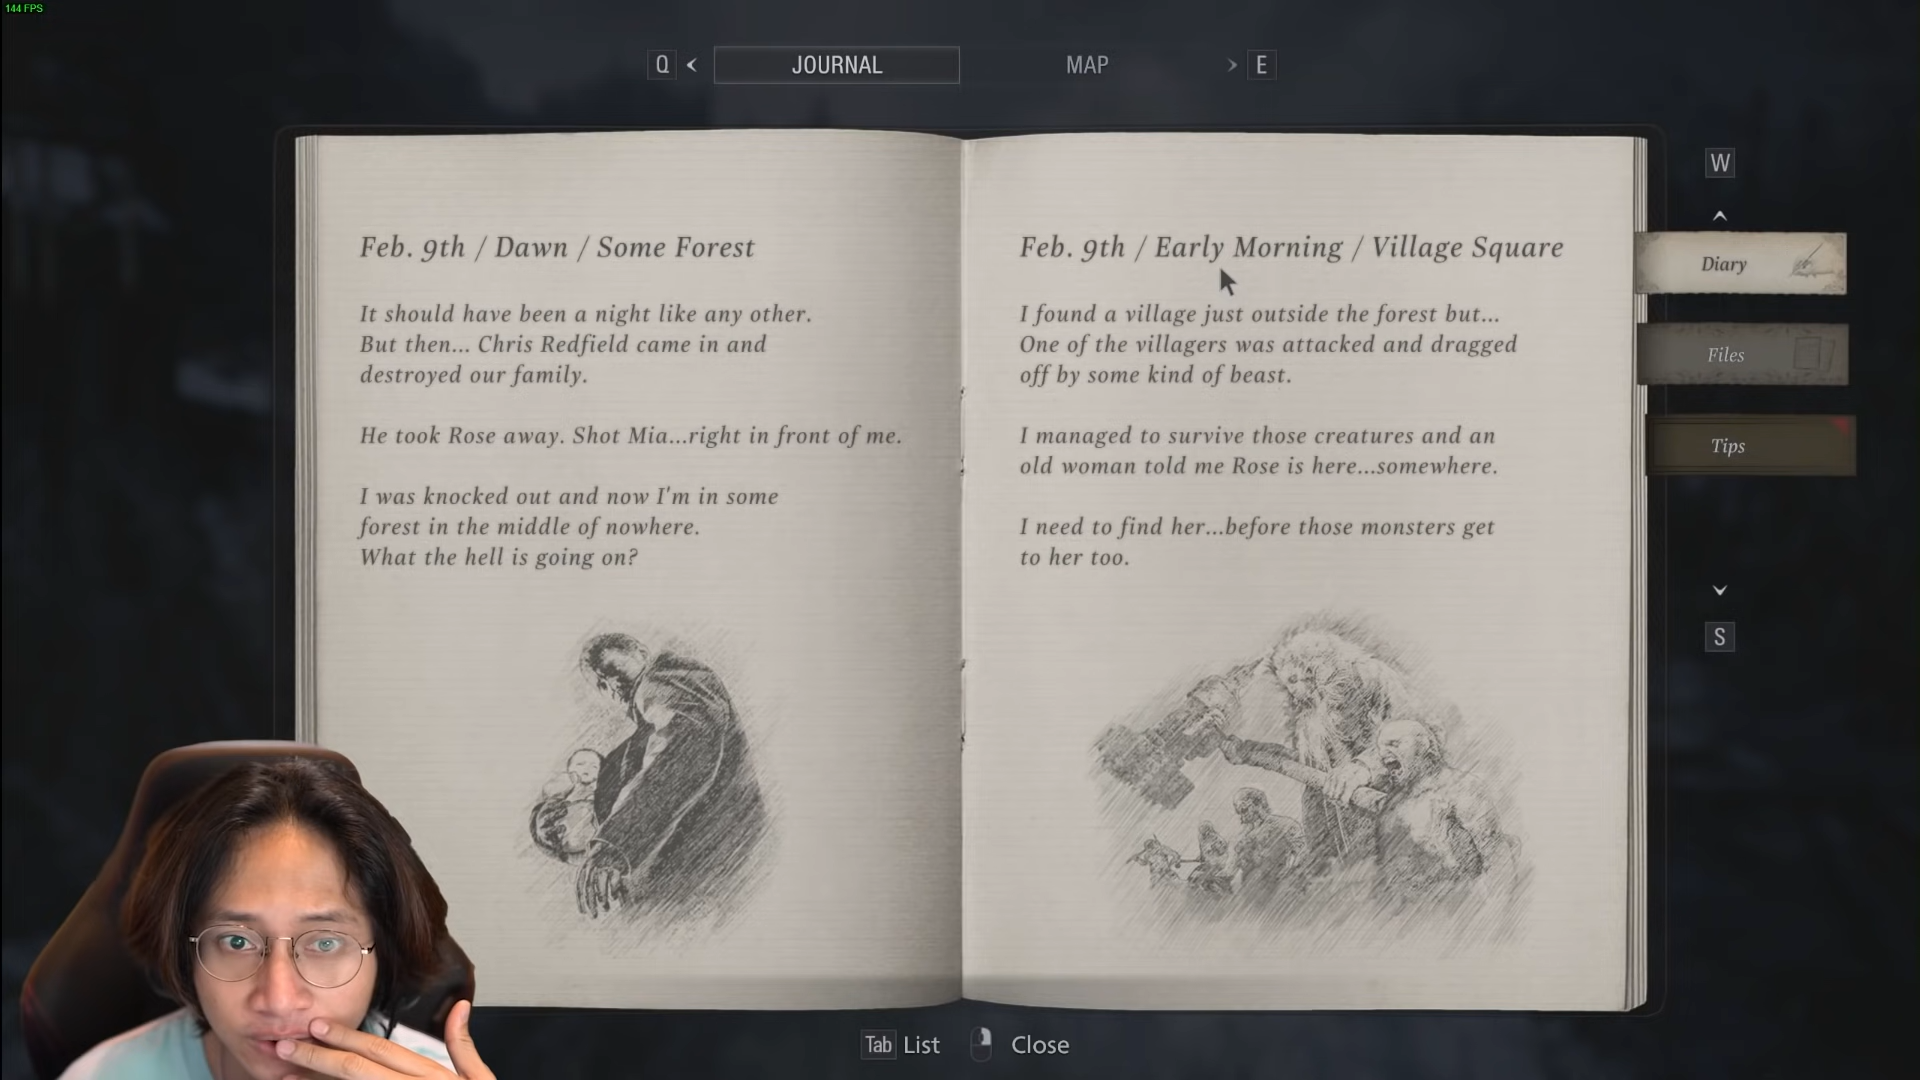 144 FPS
Q < JOURNAL MAP > E
Feb. 9th / Dawn / Some Forest
It should have been a night like any other.
But then... Chris Redfield came in and
destroyed our family.
He took Rose away. Shot Mia...right in front of me.
I was knocked out and now I'm in some
forest in the middle of nowhere.
What the hell is going on?
Feb. 9th / Early Morning / Village Square
I found a village just outside the forest but...
One of the villagers was attacked and dragged
off by some kind of beast.
I managed to survive those creatures and an
old woman told me Rose is here...somewhere.
I need to find her...before those monsters get
to her too.
W
Diary
Files
Tips
S
Tab List Close